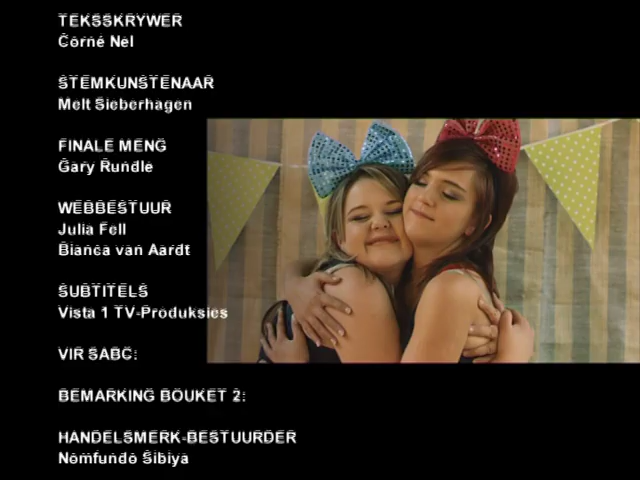 TEKSSKRYWER
Corné Nel
STEMKUNSTENAAR
Melt Sieberhagen
FINALE MENG
Gary Rundle
WEBBESTUUR
Julia Fell
Bianca van Aardt
SUBTITELS
Vista 1 TV-Produksies
VIR SABC:
BEMARKING BOUKET 2:
HANDELSMERK-BESTUURDER
Nomfundo Sibiya